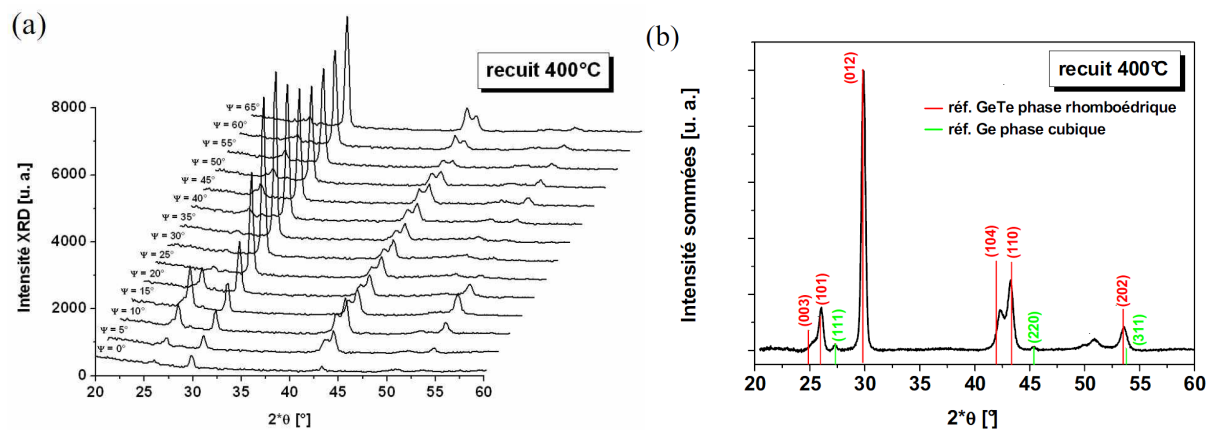 (a)
recuit 400°C
8000
6000
4000
2000
0
Intensité XRD [u. a.]
Ψ = 65°
Ψ = 60°
Ψ = 55°
Ψ = 50°
Ψ = 45°
Ψ = 40°
Ψ = 35°
Ψ = 30°
Ψ = 25°
Ψ = 20°
Ψ = 15°
Ψ = 10°
Ψ = 5°
Ψ = 0°
20 25 30 35 40 45 50 55 60
2*θ [°]
(b)
recuit 400°C
réf. GeTe phase rhomboédrique
réf. Ge phase cubique
Intensité sommées [u. a.]
(003)
(101)
(111)
(012)
(104)
(110)
(220)
(202)
(311)
20 25 30 35 40 45 50 55 60
2*θ [°]